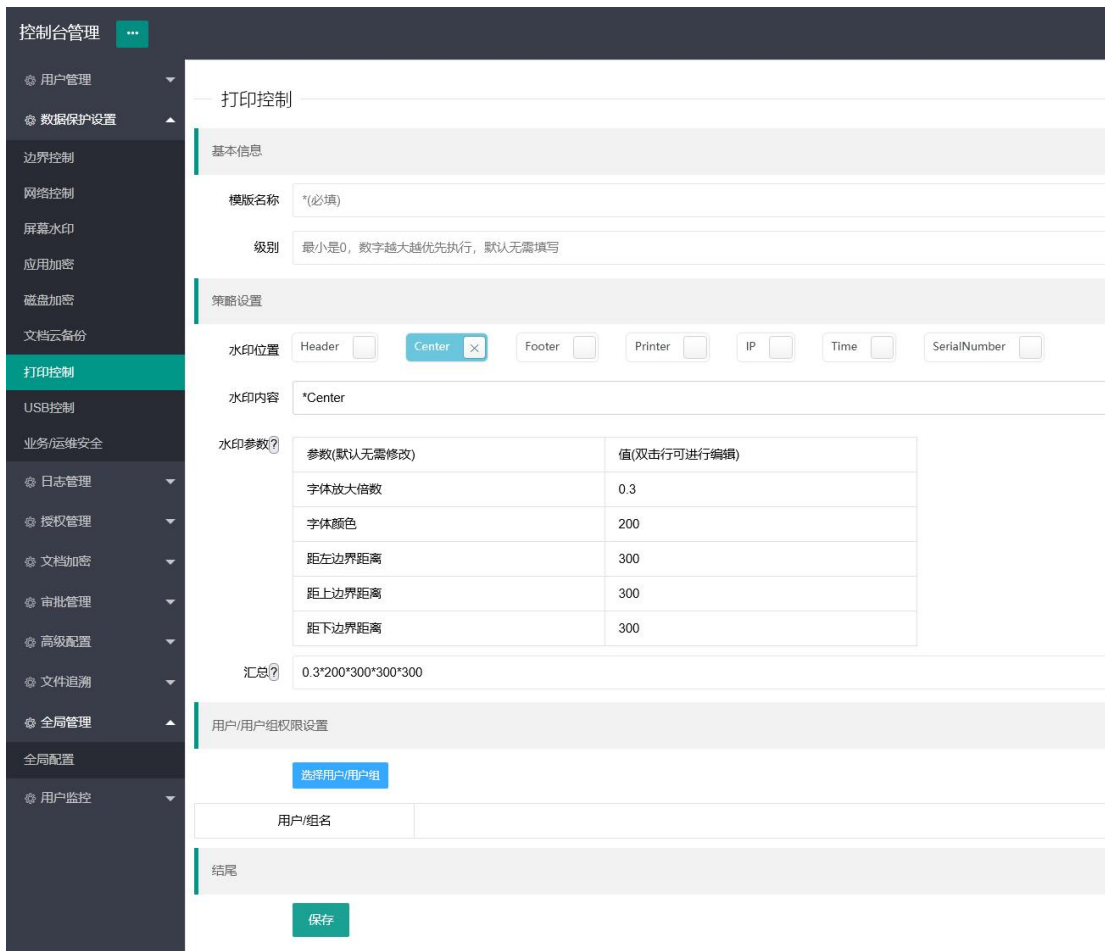 控制台管理 ···
用户管理
数据保护设置
边界控制
网络控制
屏幕水印
应用加密
磁盘加密
文档云备份
打印控制
USB控制
业务/运维安全
日志管理
授权管理
文档加密
审批管理
高级配置
文件追溯
全局管理
全局配置
用户监控
打印控制
基本信息
模版名称 *(必填)
级别 最小是0，数字越大越优先执行，默认无需填写
策略设置
水印位置 Header Center Footer Printer IP Time SerialNumber
水印内容 *Center
水印参数? 参数(默认无需修改) 值(双击行可进行编辑)
字体放大倍数 0.3
字体颜色 200
距左边界距离 300
距上边界距离 300
距下边界距离 300
汇总? 0.3*200*300*300*300
用户/用户组权限设置
选择用户/用户组
用户/组名
结尾
保存